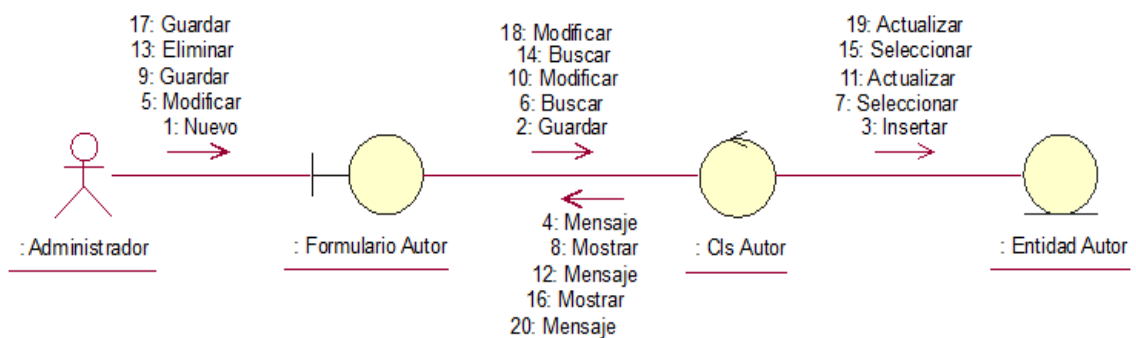 17: Guardar
13: Eliminar
9: Guardar
5: Modificar
1: Nuevo
18: Modificar
14: Buscar
10: Modificar
6: Buscar
2: Guardar
19: Actualizar
15: Seleccionar
11: Actualizar
7: Seleccionar
3: Insertar
4: Mensaje
8: Mostrar
12: Mensaje
16: Mostrar
20: Mensaje
: Administrador
: Formulario Autor
: Cls Autor
: Entidad Autor